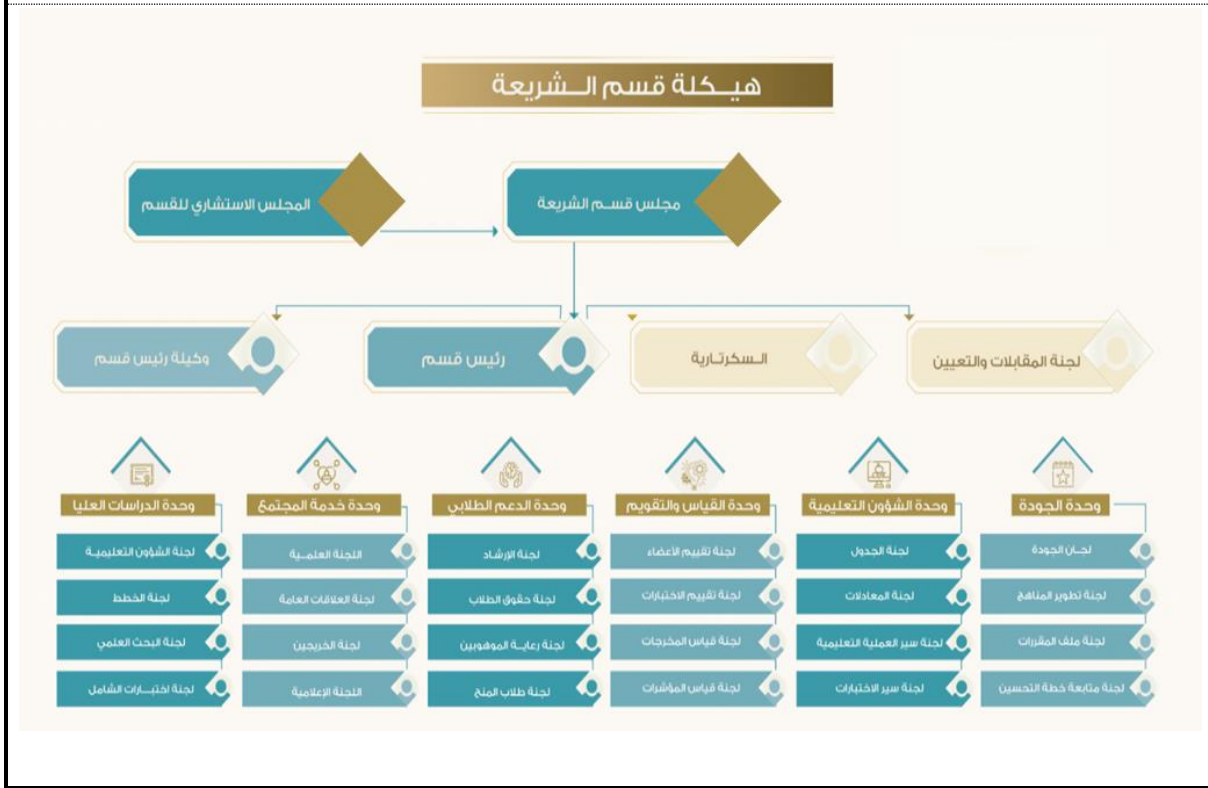 هيكلة قسم الشريعة
مجلس قسم الشريعة
المجلس الاستشاري للقسم
لجنة المقابلات والتعيين
السكرتارية
رئيس قسم
وكيلة رئيس قسم
وحدة الجودة
لجان الجودة
لجنة تطوير المناهج
لجنة ملف المقررات
لجنة متابعة خطة التحسين
وحدة الشؤون التعليمية
لجنة الجدول
لجنة المعادلات
لجنة سير العملية التعليمية
لجنة سير الاختبارات
وحدة القياس والتقويم
لجنة تقييم الأعضاء
لجنة تقييم الاختبارات
لجنة قياس المخرجات
لجنة قياس المؤشرات
وحدة الدعم الطلابي
لجنة الإرشاد
لجنة حقوق الطلاب
لجنة رعاية الموهوبين
لجنة طلاب المنح
وحدة خدمة المجتمع
اللجنة العلمية
لجنة العلاقات العامة
لجنة الخريجين
اللجنة الإعلامية
وحدة الدراسات العليا
لجنة الشؤون التعليمية
لجنة الخطط
لجنة البحث العلمي
لجنة اختبارات الشامل